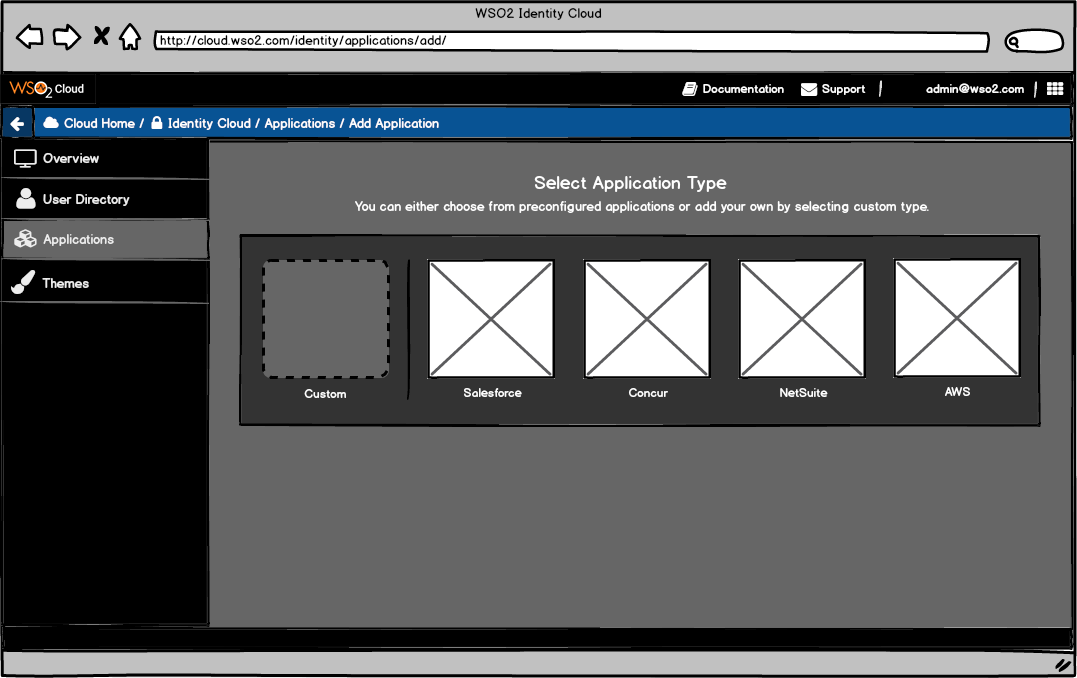 WSO2 Identity Cloud
http://cloud.wso2.com/identity/applications/add/
WSO2 Cloud
Documentation
Support
admin@wso2.com
Cloud Home / Identity Cloud / Applications / Add Application
Overview
User Directory
Applications
Themes
Select Application Type
You can either choose from preconfigured applications or add your own by selecting custom type.
Custom
Salesforce
Concur
NetSuite
AWS